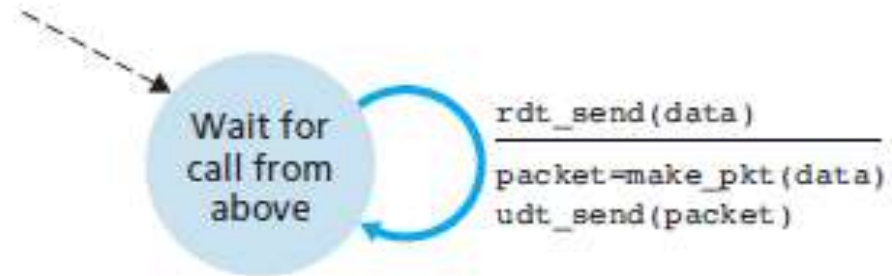 Wait for
call from
above
rdt_send(data)
packet=make_pkt(data)
udt_send(packet)